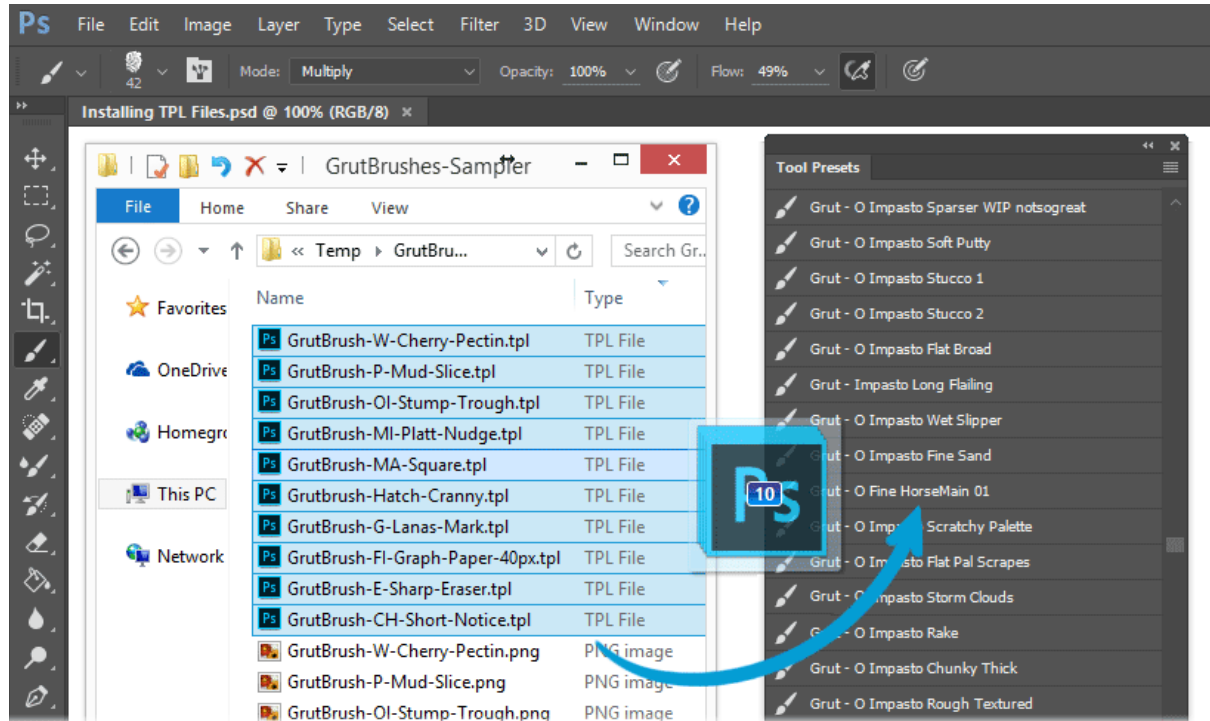 Ps File Edit Image Layer Type Select Filter 3D View Window Help
42 Mode: Multiply Opacity: 100% Flow: 49%
Installing TPL Files.psd @ 100% (RGB/8) ×
GrutBrushes-Sampler
File Home Share View
« Temp GrutBru... Search Gr..
Favorites
OneDrive
Homegr
This PC
Network
Name Type
GrutBrush-W-Cherry-Pectin.tpl TPL File
GrutBrush-P-Mud-Slice.tpl TPL File
GrutBrush-OI-Stump-Trough.tpl TPL File
GrutBrush-MI-Platt-Nudge.tpl TPL File
GrutBrush-MA-Square.tpl TPL File
Grutbrush-Hatch-Cranny.tpl TPL File
GrutBrush-G-Lanas-Mark.tpl TPL File
GrutBrush-FI-Graph-Paper-40px.tpl TPL File
GrutBrush-E-Sharp-Eraser.tpl TPL File
GrutBrush-CH-Short-Notice.tpl TPL File
GrutBrush-W-Cherry-Pectin.png PNG image
GrutBrush-P-Mud-Slice.png PNG image
GrutBrush-OI-Stump-Trough.png PNG image
Ps
10
Tool Presets
Grut - O Impasto Sparser WIP notsogreat
Grut - O Impasto Soft Putty
Grut - O Impasto Stucco 1
Grut - O Impasto Stucco 2
Grut - O Impasto Flat Broad
Grut - Impasto Long Flailing
Grut - O Impasto Wet Slipper
Grut - O Impasto Fine Sand
Grut - O Fine HorseMain 01
Grut - O Impasto Scratchy Palette
Grut - O Impasto Flat Pal Scrapes
Grut - O Impasto Storm Clouds
Grut - O Impasto Rake
Grut - O Impasto Chunky Thick
Grut - O Impasto Rough Textured